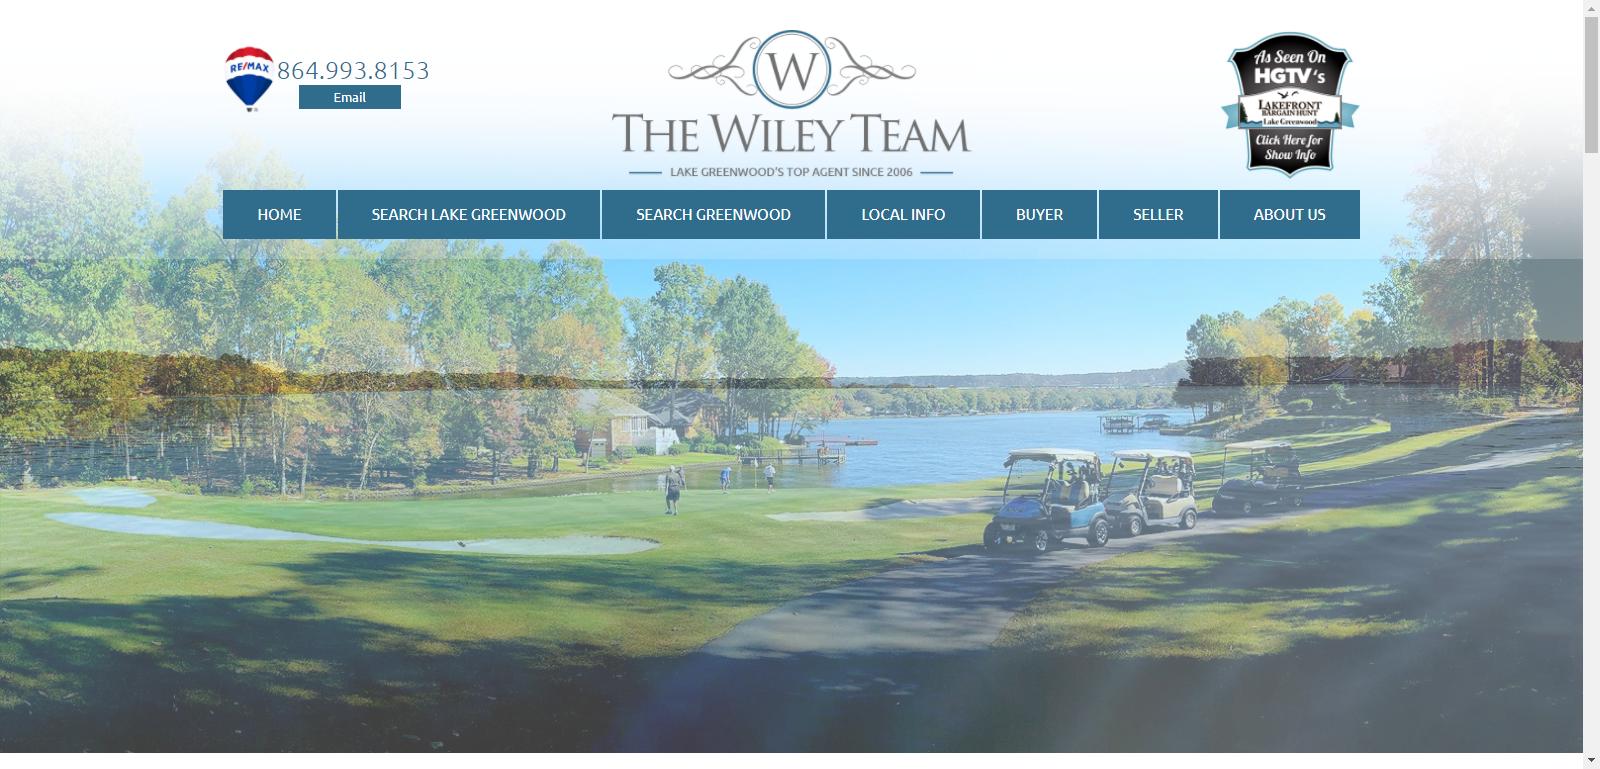 RE/MAX
864.993.8153
Email
W
THE WILEY TEAM
LAKE GREENWOOD'S TOP AGENT SINCE 2006
As Seen On
HGTV's
LAKEFRONT
BARGAIN HUNT
Lake Greenwood
Click Here for
Show Info
HOME
SEARCH LAKE GREENWOOD
SEARCH GREENWOOD
LOCAL INFO
BUYER
SELLER
ABOUT US